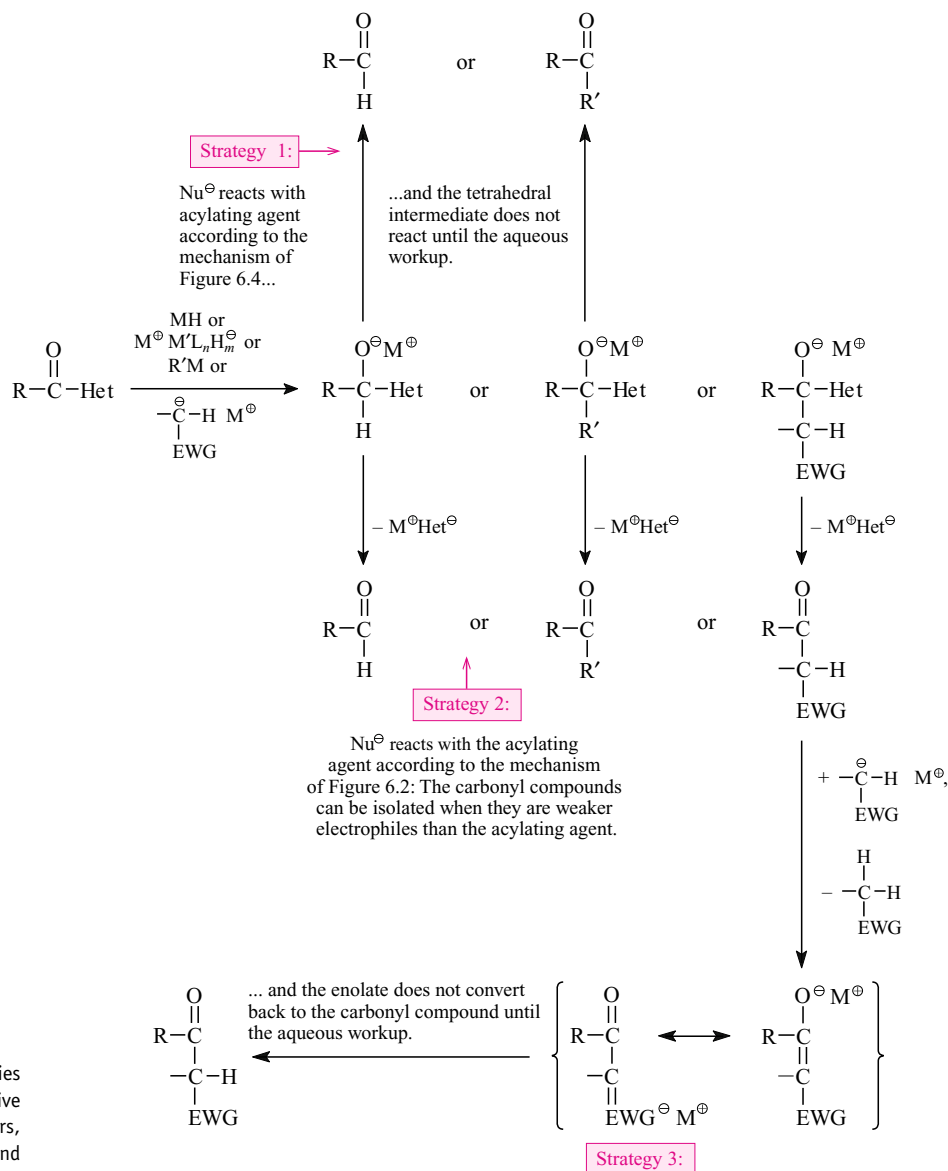 O
R—C
H
or
O
R—C
R′
Strategy 1:
Nu⊖ reacts with
acylating agent
according to the
mechanism of
Figure 6.4...
...and the tetrahedral
intermediate does not
react until the aqueous
workup.
O
R—C—Het
MH or
M⊕ M′LₙHₘ⊖ or
R′M or
⊖
—C—H M⊕
EWG
O⊖M⊕
R—C—Het
H
or
O⊖M⊕
R—C—Het
R′
or
O⊖ M⊕
R—C—Het
—C—H
EWG
– M⊕Het⊖
– M⊕Het⊖
– M⊕Het⊖
O
R—C
H
or
O
R—C
R′
or
O
R—C
—C—H
EWG
Strategy 2:
Nu⊖ reacts with the acylating
agent according to the mechanism
of Figure 6.2: The carbonyl compounds
can be isolated when they are weaker
electrophiles than the acylating agent.
⊖
+ —C—H M⊕,
EWG
H
– —C—H
EWG
... and the enolate does not convert
back to the carbonyl compound until
the aqueous workup.
O
R—C
—C—H
EWG
O
R—C
—C
EWG⊖ M⊕
O⊖ M⊕
R—C
—C
EWG
Strategy 3:
ies
ive
rs,
nd